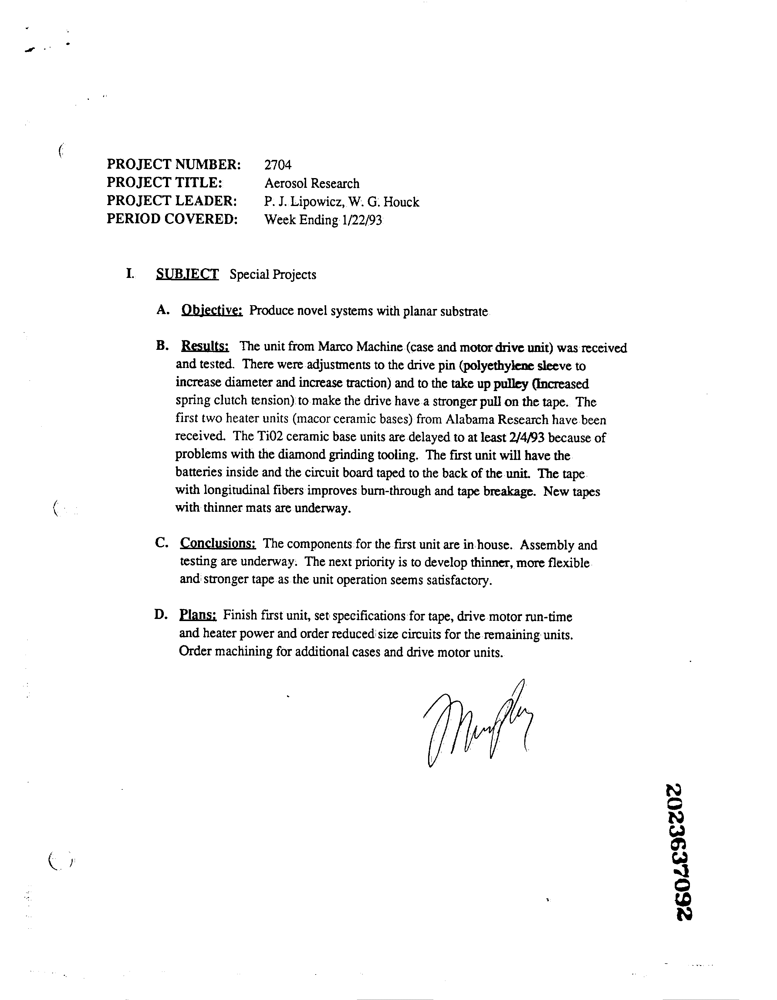 PROJECT NUMBER: 2704
PROJECT TITLE: Aerosol Research
PROJECT LEADER: P. J. Lipowicz, W. G. Houck
PERIOD COVERED: Week Ending 1/22/93
I. SUBJECT Special Projects
A. Objective: Produce novel systems with planar substrate
B. Results: The unit from Marco Machine (case and motor drive unit) was received
and tested. There were adjustments to the drive pin (polyethylene sleeve to
increase diameter and increase traction) and to the take up pulley (Increased
spring clutch tension) to make the drive have a stronger pull on the tape. The
first two heater units (macor ceramic bases) from Alabama Research have been
received. The Ti02 ceramic base units are delayed to at least 2/4/93 because of
problems with the diamond grinding tooling. The first unit will have the
batteries inside and the circuit board taped to the back of the unit. The tape
with longitudinal fibers improves burn-through and tape breakage. New tapes
with thinner mats are underway.
C. Conclusions: The components for the first unit are in house. Assembly and
testing are underway. The next priority is to develop thinner, more flexible
and stronger tape as the unit operation seems satisfactory.
D. Plans: Finish first unit, set specifications for tape, drive motor run-time
and heater power and order reduced size circuits for the remaining units.
Order machining for additional cases and drive motor units.
Murphy
2023637092